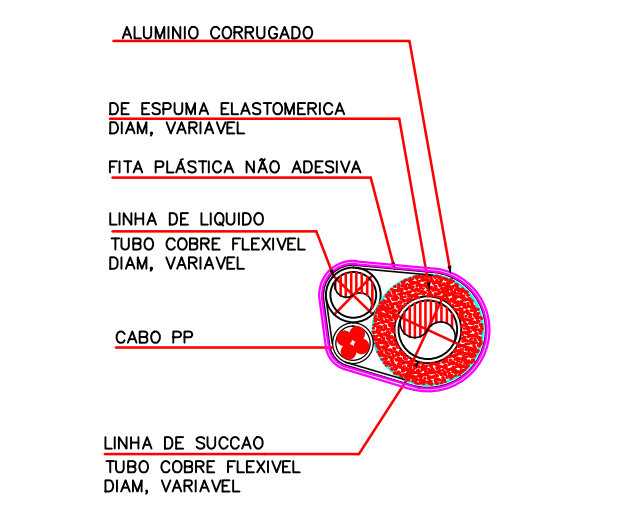 ALUMINIO CORRUGADO
DE ESPUMA ELASTOMERICA
DIAM, VARIAVEL
FITA PLÁSTICA NÃO ADESIVA
LINHA DE LIQUIDO
TUBO COBRE FLEXIVEL
DIAM, VARIAVEL
CABO PP
LINHA DE SUCCAO
TUBO COBRE FLEXIVEL
DIAM, VARIAVEL